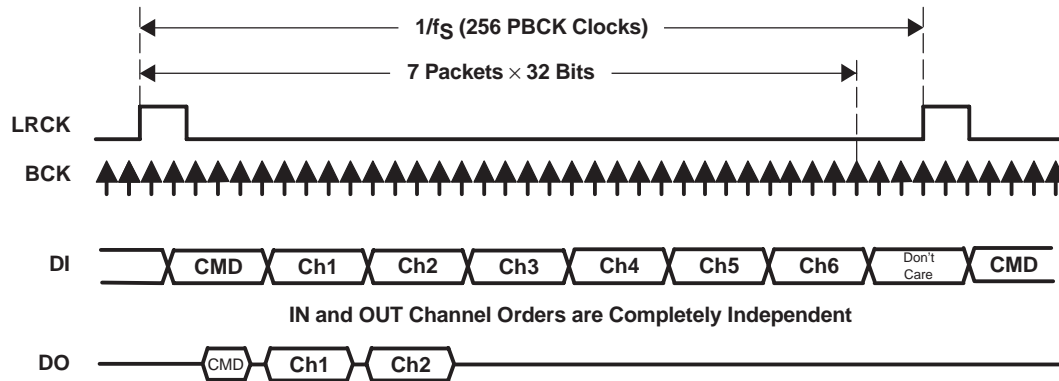 1/fS (256 PBCK Clocks)
7 Packets × 32 Bits
LRCK
BCK
DI CMD Ch1 Ch2 Ch3 Ch4 Ch5 Ch6 Don't Care CMD
IN and OUT Channel Orders are Completely Independent
DO CMD Ch1 Ch2